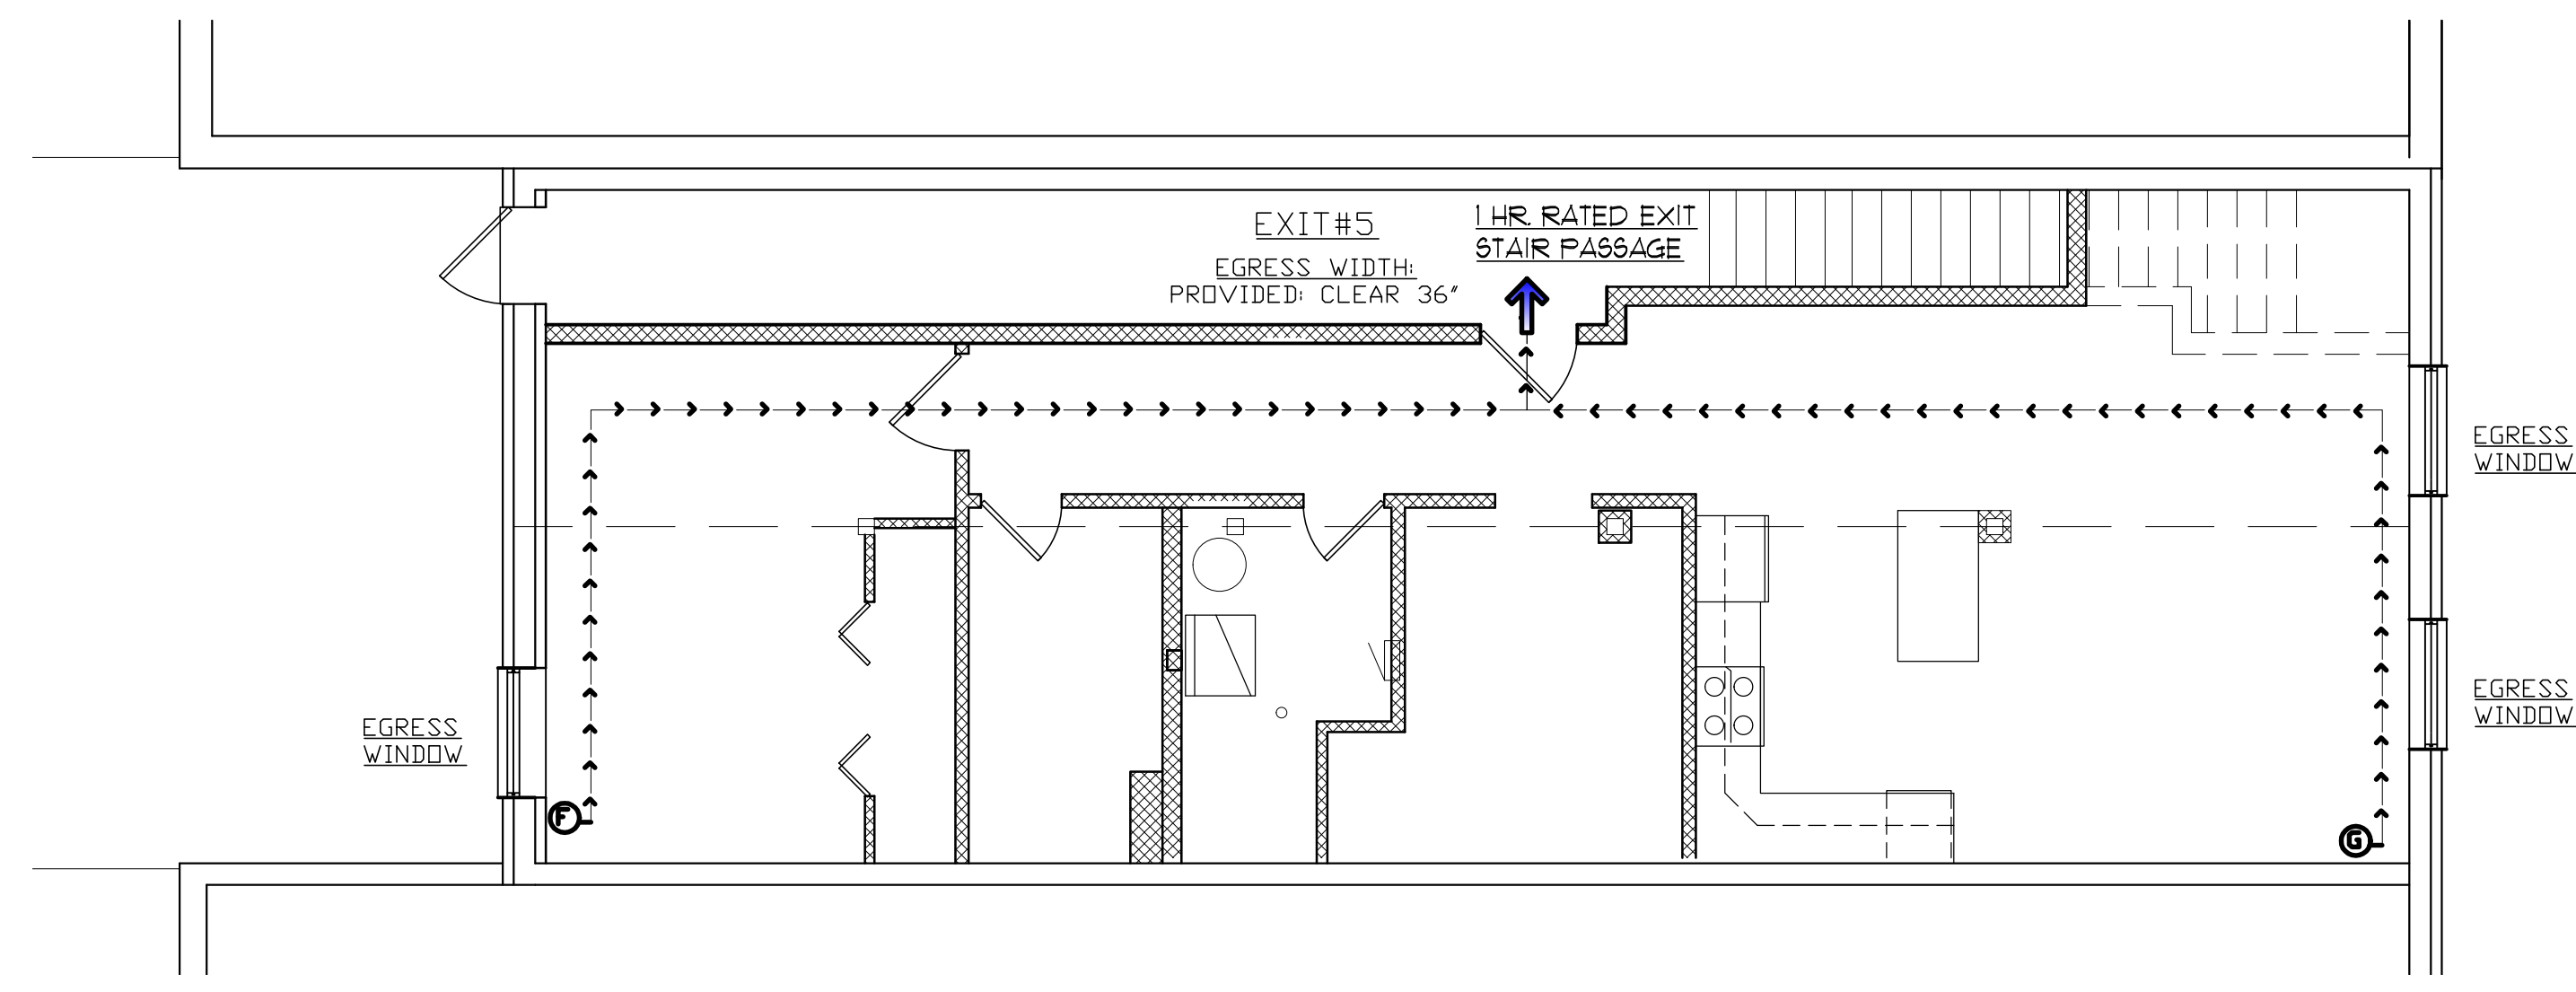 EXIT#5
EGRESS WIDTH:
PROVIDED: CLEAR 36"
1 HR. RATED EXIT
STAIR PASSAGE
EGRESS
WINDOW
EGRESS
WINDOW
EGRESS
WINDOW
F
G